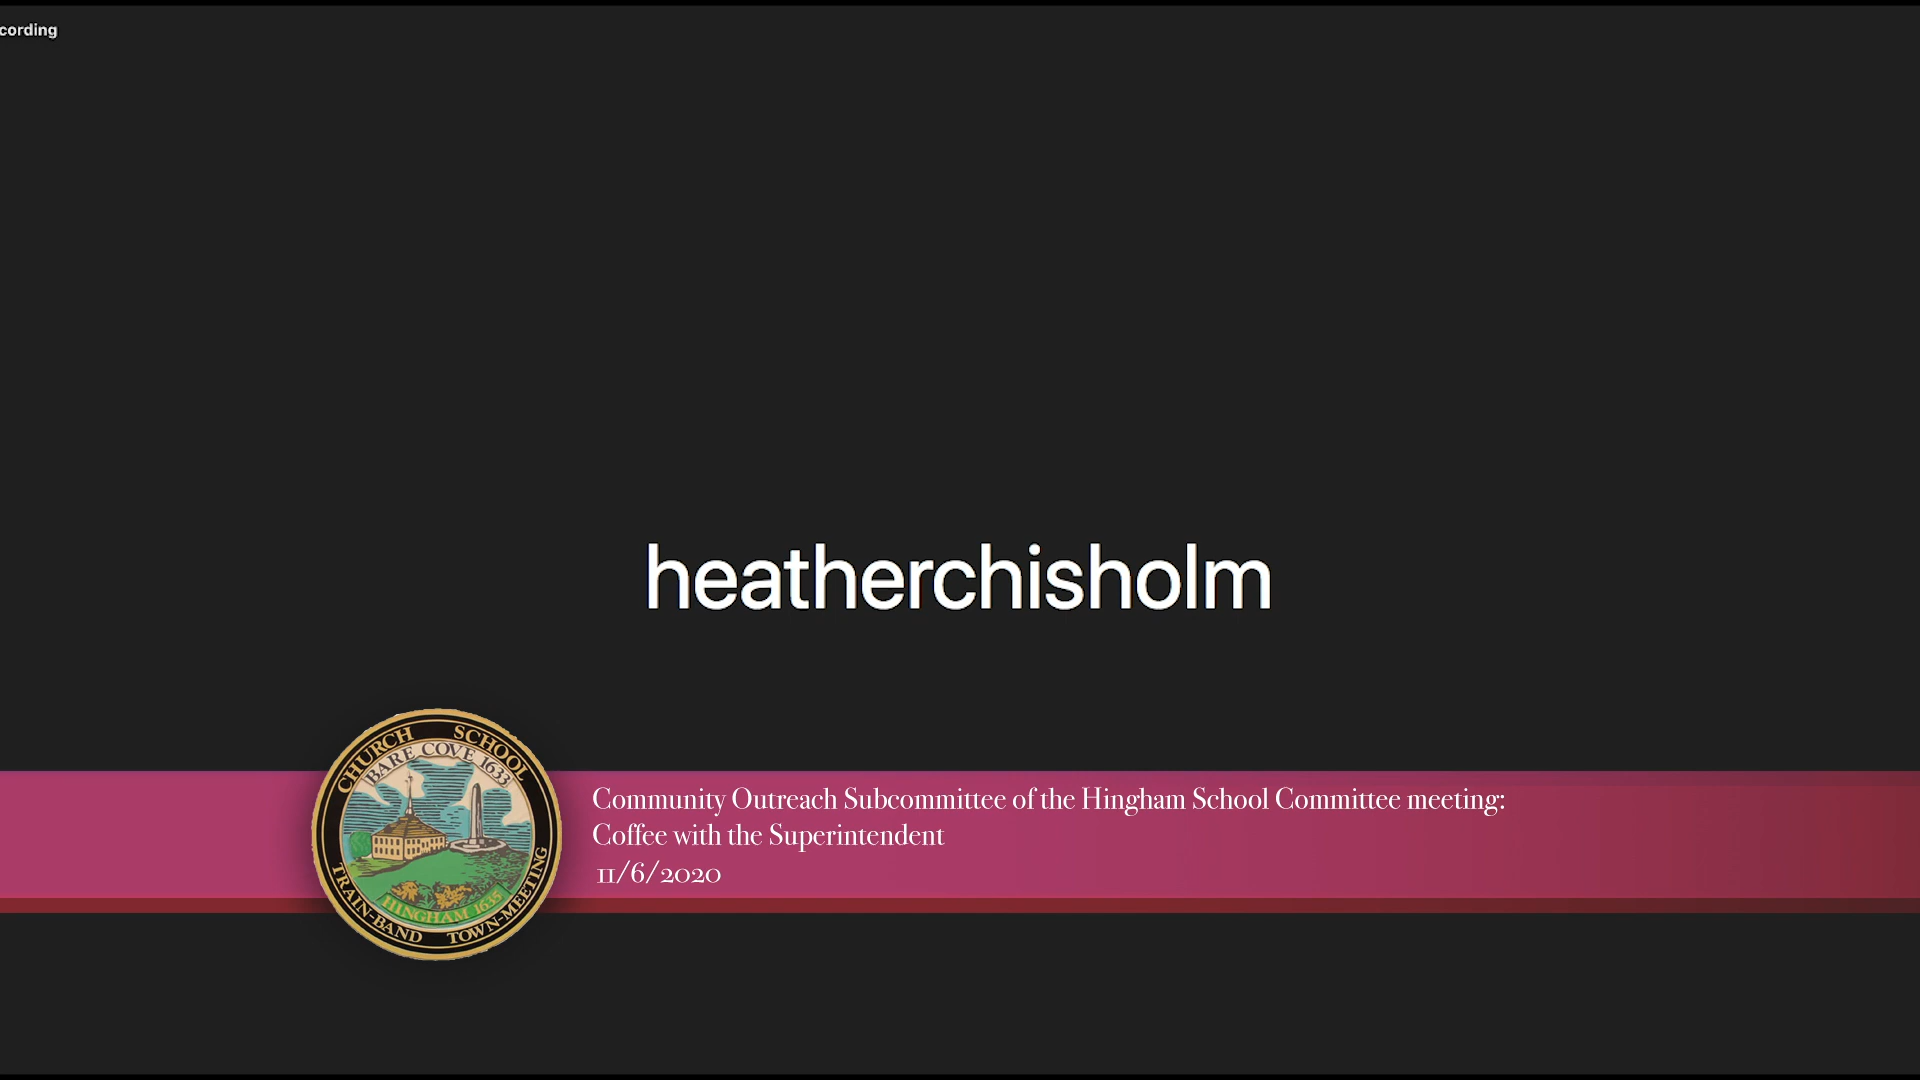 cording
heatherchisholm
CHURCH SCHOOL
BARE COVE 1633
HINGHAM 1635
TRAIN-BAND TOWN-MEETING
Community Outreach Subcommittee of the Hingham School Committee meeting:
Coffee with the Superintendent
11/6/2020